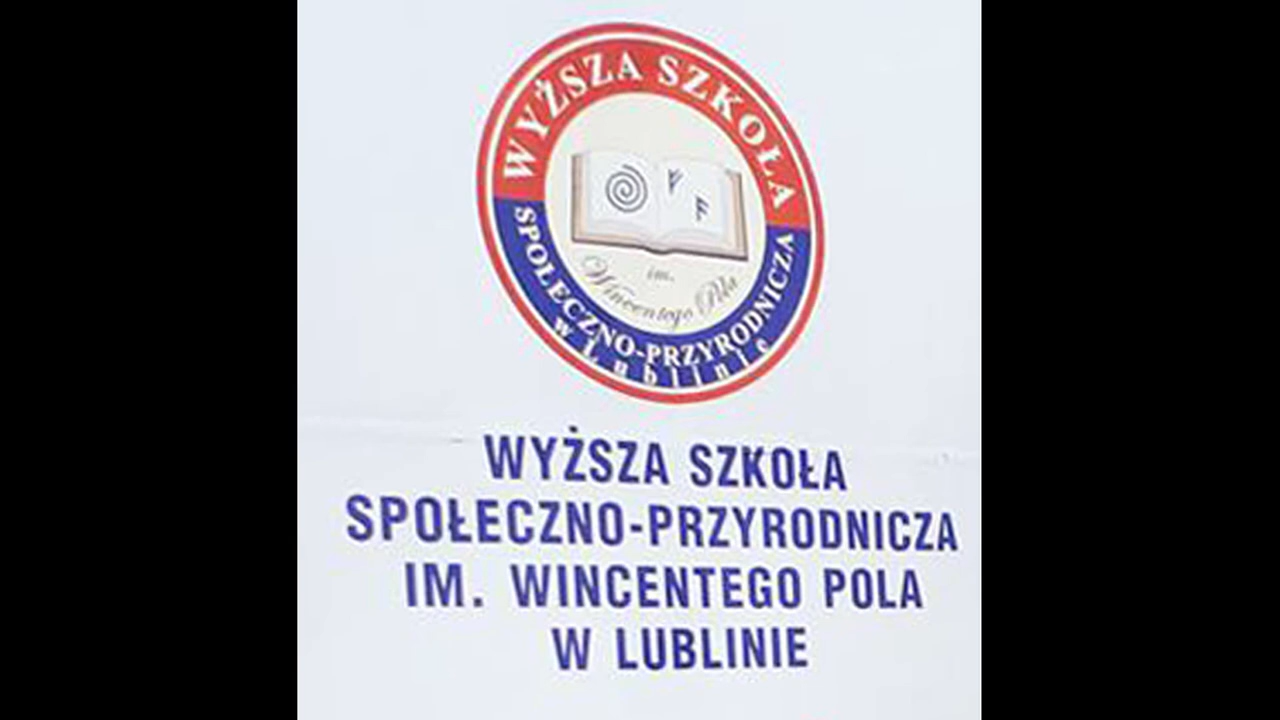 WYŻSZA SZKOŁA
SPOŁECZNO-PRZYRODNICZA
w Lublinie
im.
Wincentego Pola
WYŻSZA SZKOŁA
SPOŁECZNO-PRZYRODNICZA
IM. WINCENTEGO POLA
W LUBLINIE